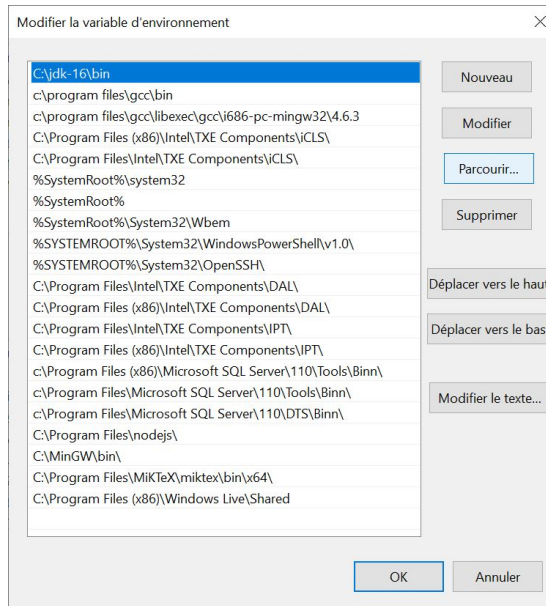 Modifier la variable d'environnement
C:\jdk-16\bin
c:\program files\gcc\bin
c:\program files\gcc\libexec\gcc\i686-pc-mingw32\4.6.3
C:\Program Files (x86)\Intel\TXE Components\iCLS\
C:\Program Files\Intel\TXE Components\iCLS\
%SystemRoot%\system32
%SystemRoot%
%SystemRoot%\System32\Wbem
%SYSTEMROOT%\System32\WindowsPowerShell\v1.0\
%SYSTEMROOT%\System32\OpenSSH\
C:\Program Files\Intel\TXE Components\DAL\
C:\Program Files (x86)\Intel\TXE Components\DAL\
C:\Program Files\Intel\TXE Components\IPT\
C:\Program Files (x86)\Intel\TXE Components\IPT\
c:\Program Files (x86)\Microsoft SQL Server\110\Tools\Binn\
c:\Program Files\Microsoft SQL Server\110\Tools\Binn\
c:\Program Files\Microsoft SQL Server\110\DTS\Binn\
C:\Program Files\nodejs\
C:\MinGW\bin\
C:\Program Files\MiKTeX\miktex\bin\x64\
C:\Program Files (x86)\Windows Live\Shared
Nouveau
Modifier
Parcourir...
Supprimer
Déplacer vers le haut
Déplacer vers le bas
Modifier le texte...
OK
Annuler